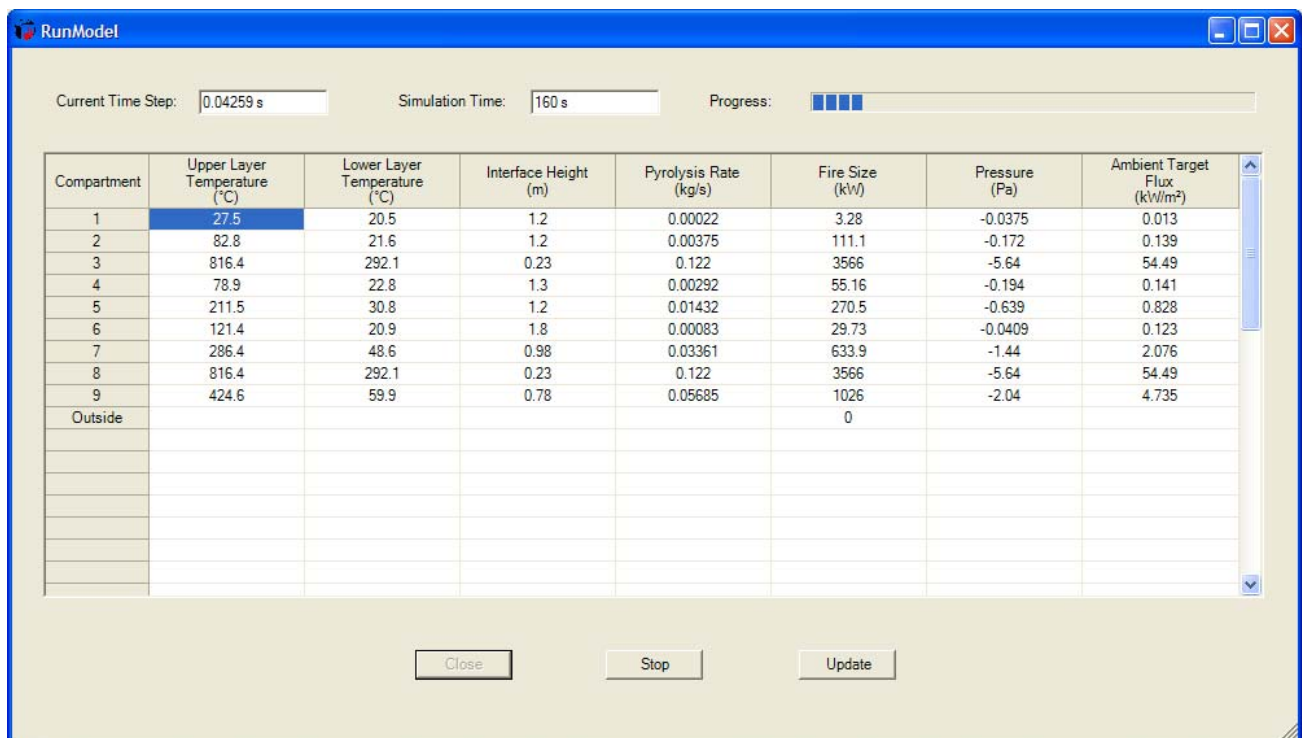 RunModel
Current Time Step: 0.04259 s Simulation Time: 160 s Progress:
Compartment Upper Layer Temperature (°C) Lower Layer Temperature (°C) Interface Height (m) Pyrolysis Rate (kg/s) Fire Size (kW) Pressure (Pa) Ambient Target Flux (kW/m²)
1 27.5 20.5 1.2 0.00022 3.28 -0.0375 0.013
2 82.8 21.6 1.2 0.00375 111.1 -0.172 0.139
3 816.4 292.1 0.23 0.122 3566 -5.64 54.49
4 78.9 22.8 1.3 0.00292 55.16 -0.194 0.141
5 211.5 30.8 1.2 0.01432 270.5 -0.639 0.828
6 121.4 20.9 1.8 0.00083 29.73 -0.0409 0.123
7 286.4 48.6 0.98 0.03361 633.9 -1.44 2.076
8 816.4 292.1 0.23 0.122 3566 -5.64 54.49
9 424.6 59.9 0.78 0.05685 1026 -2.04 4.735
Outside 0
Close Stop Update